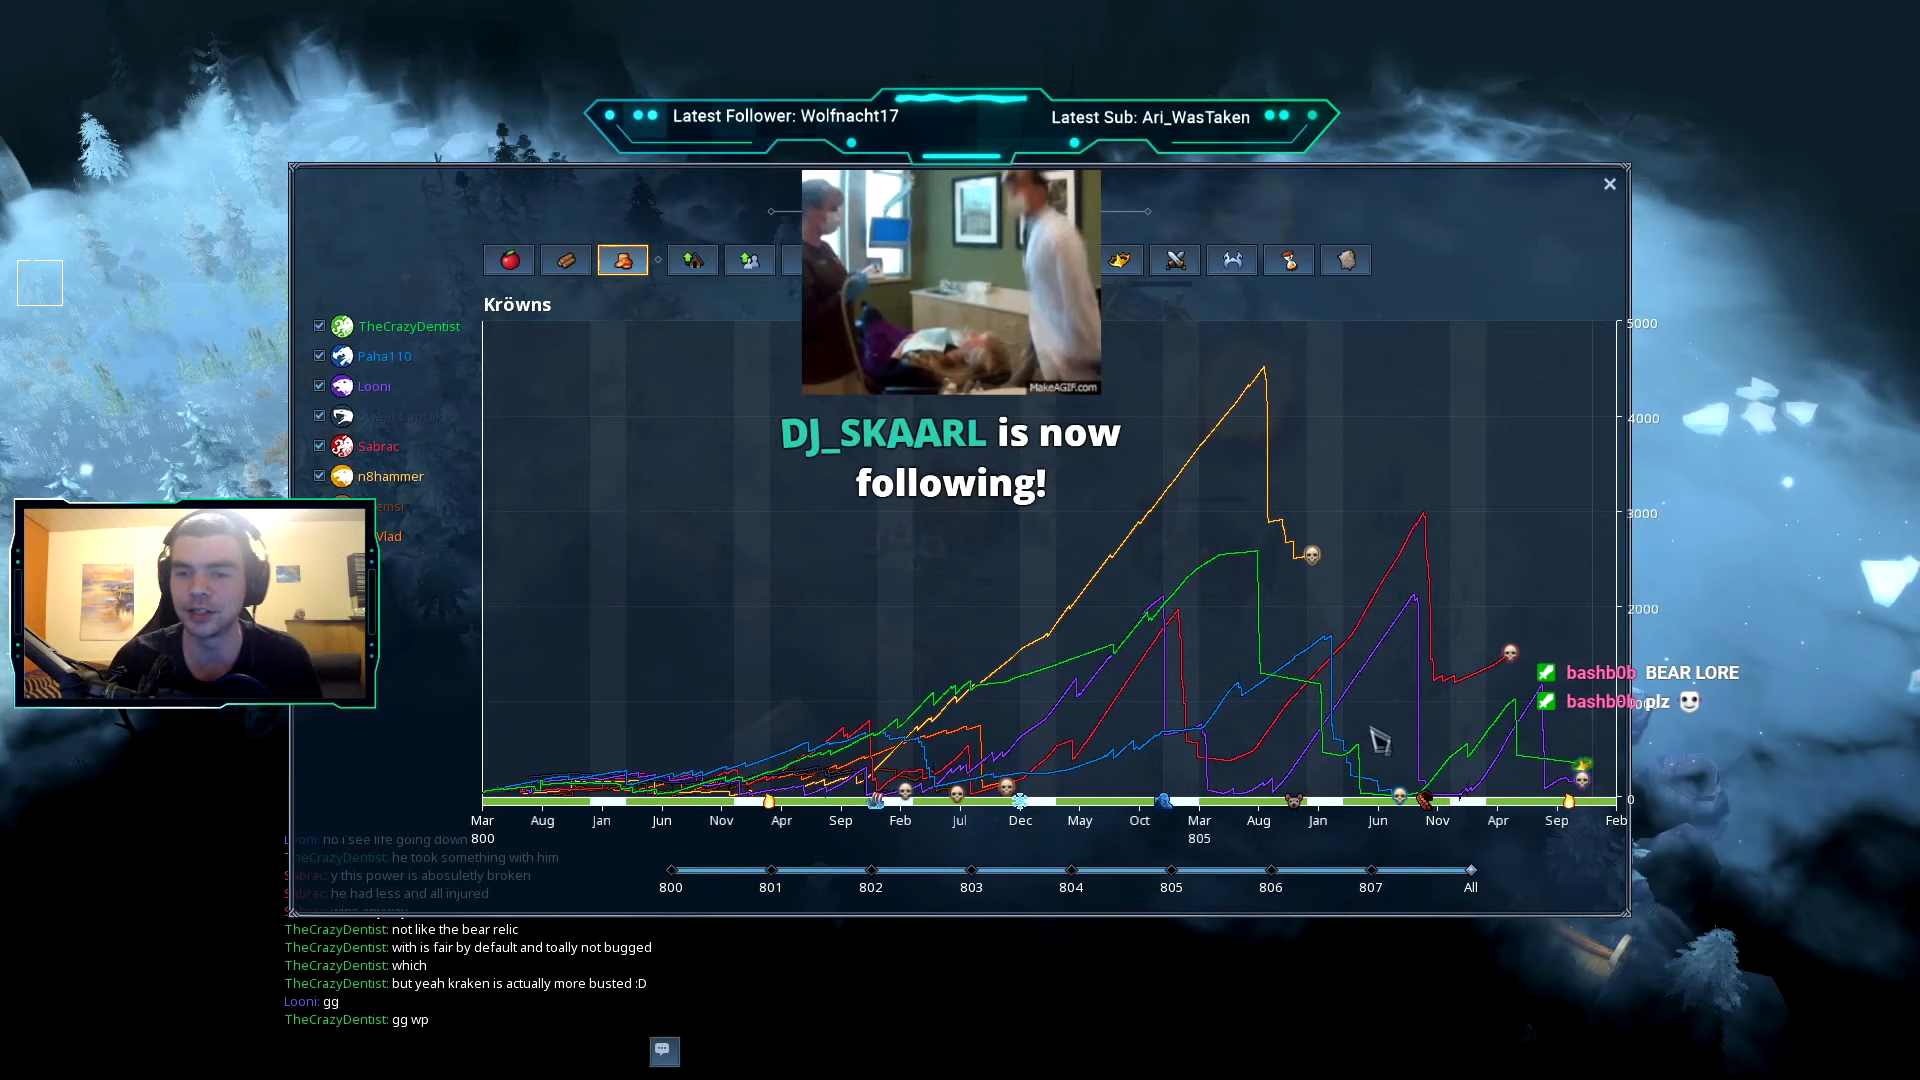 Latest Follower: Wolfnacht17
Latest Sub: Ari_WasTaken
Kröwns
TheCrazyDentist
Paha110
Looni
Sabrac
n8hammer
Vlad
MakeAGIF.com
DJ_SKAARL is now
following!
5000
4000
3000
2000
0
bashb0b BEAR LORE
bashb0b plz
Mar Aug Jan Jun Nov Apr Sep Feb Jul Dec May Oct Mar Aug Jan Jun Nov Apr Sep Feb
800 805
800 801 802 803 804 805 806 807 All
Looni: no i see life going down
TheCrazyDentist: he took something with him
Sabrac: y this power is abosuletly broken
Sabrac: he had less and all injured
TheCrazyDentist: not like the bear relic
TheCrazyDentist: with is fair by default and toally not bugged
TheCrazyDentist: which
TheCrazyDentist: but yeah kraken is actually more busted :D
Looni: gg
TheCrazyDentist: gg wp